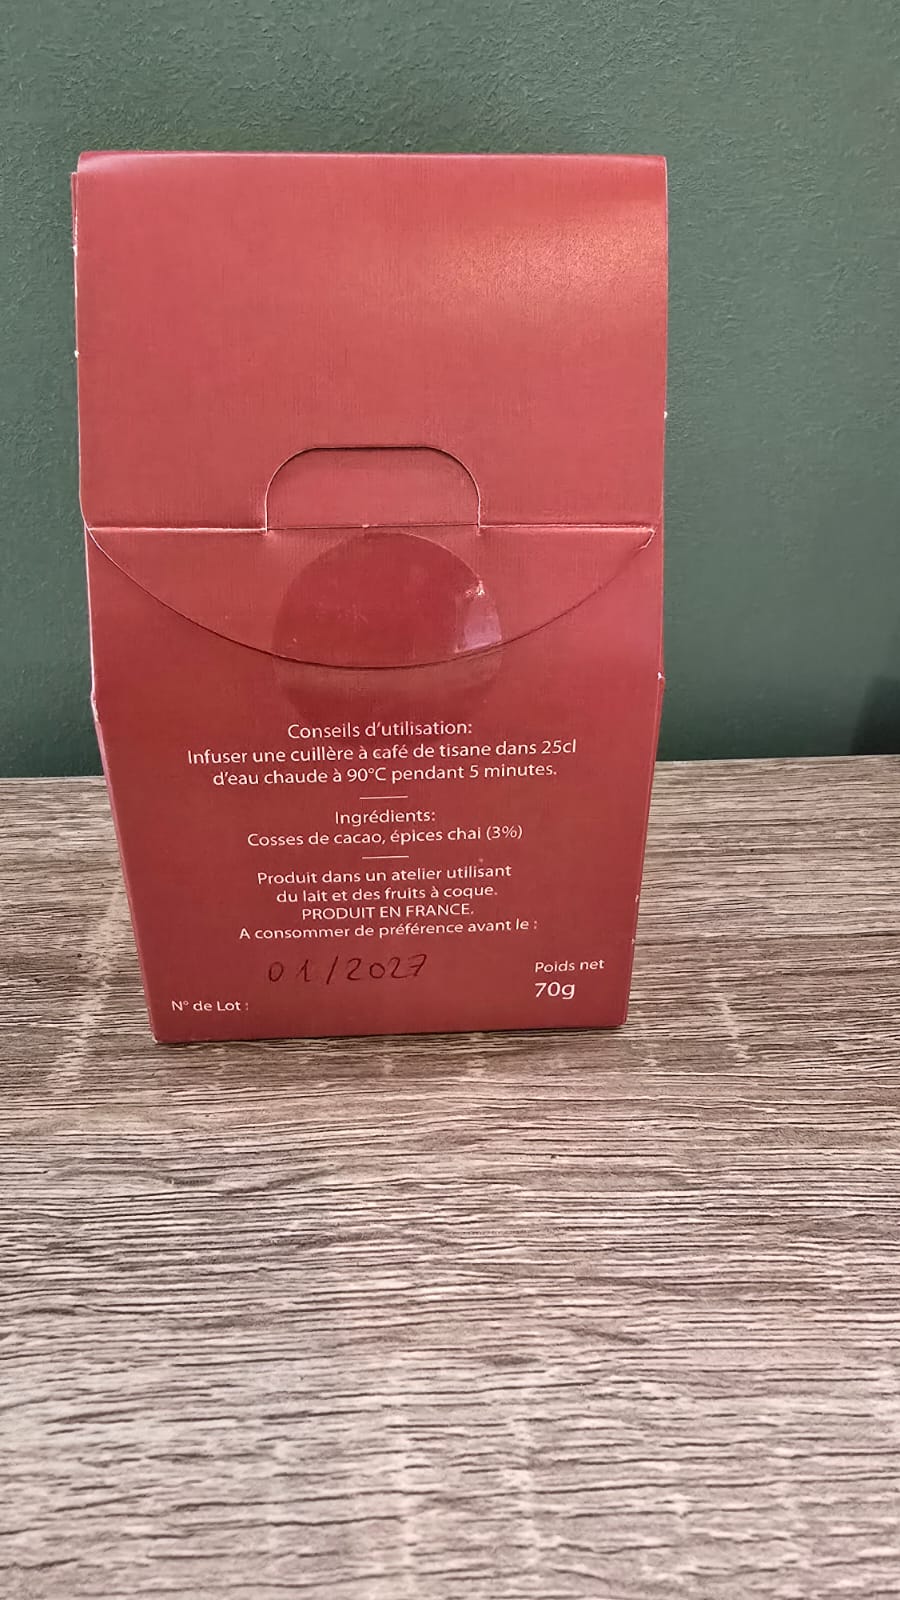 Conseils d'utilisation:
Infuser une cuillère à café de tisane dans 25cl
d'eau chaude à 90°C pendant 5 minutes.
Ingrédients:
Cosses de cacao, épices chai (3%)
Produit dans un atelier utilisant
du lait et des fruits à coque.
PRODUIT EN FRANCE.
A consommer de préférence avant le :
01/2027
Poids net
70g
N° de Lot :